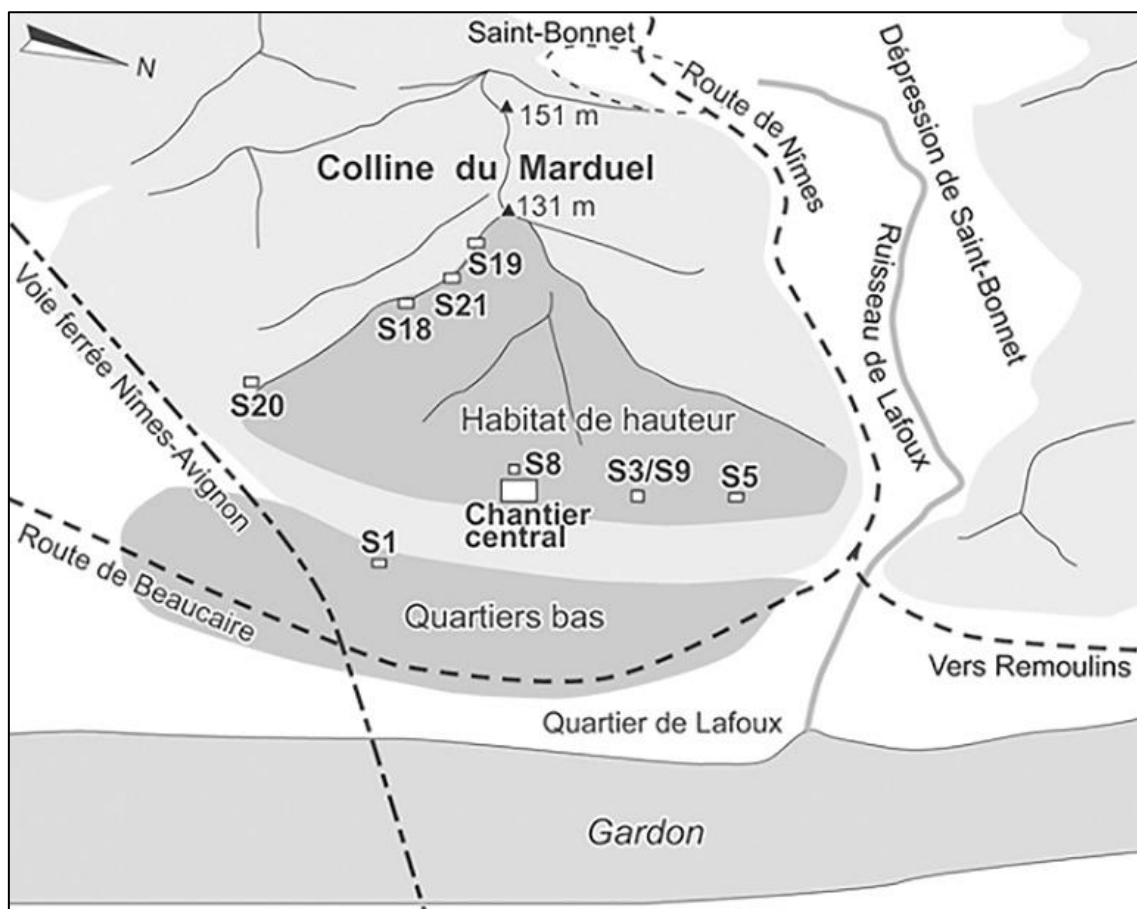 Saint-Bonnet
N
151 m
Route de Nîmes
Dépression de Saint-Bonnet
Colline du Marduel
131 m
S19
S21
S18
Ruisseau de Lafoux
Voie ferrée Nîmes-Avignon
S20
Habitat de hauteur
S8
S3/S9
S5
Chantier
central
S1
Route de Beaucaire
Quartiers bas
Vers Remoulins
Quartier de Lafoux
Gardon